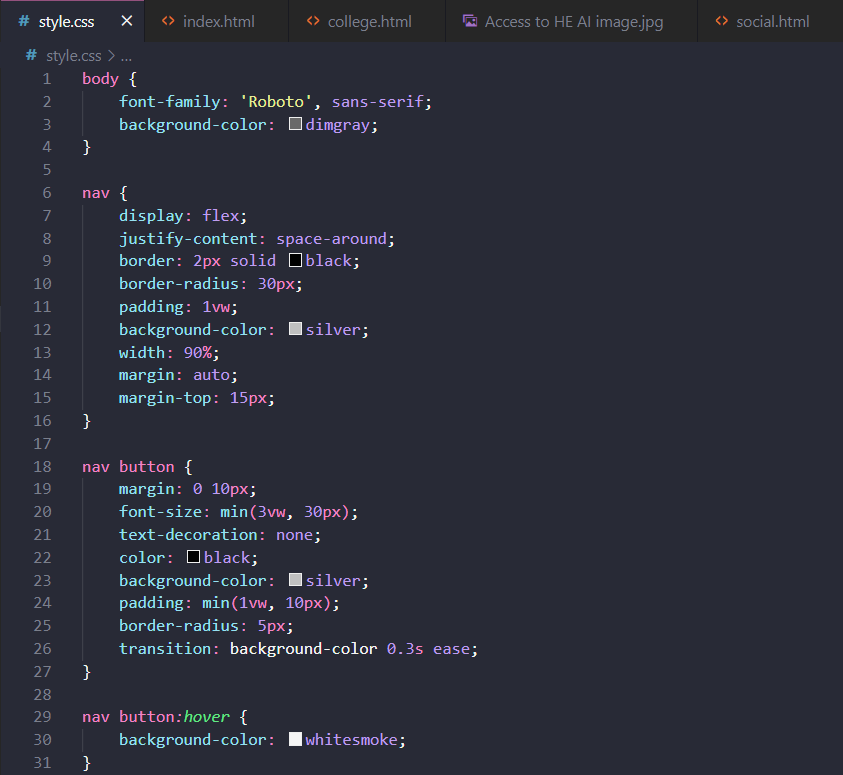 # style.css × <> index.html <> college.html Access to HE AI image.jpg <> social.html
# style.css > ...
1 body {
2     font-family: 'Roboto', sans-serif;
3     background-color: dimgray;
4 }
5
6 nav {
7     display: flex;
8     justify-content: space-around;
9     border: 2px solid black;
10     border-radius: 30px;
11     padding: 1vw;
12     background-color: silver;
13     width: 90%;
14     margin: auto;
15     margin-top: 15px;
16 }
17
18 nav button {
19     margin: 0 10px;
20     font-size: min(3vw, 30px);
21     text-decoration: none;
22     color: black;
23     background-color: silver;
24     padding: min(1vw, 10px);
25     border-radius: 5px;
26     transition: background-color 0.3s ease;
27 }
28
29 nav button:hover {
30     background-color: whitesmoke;
31 }